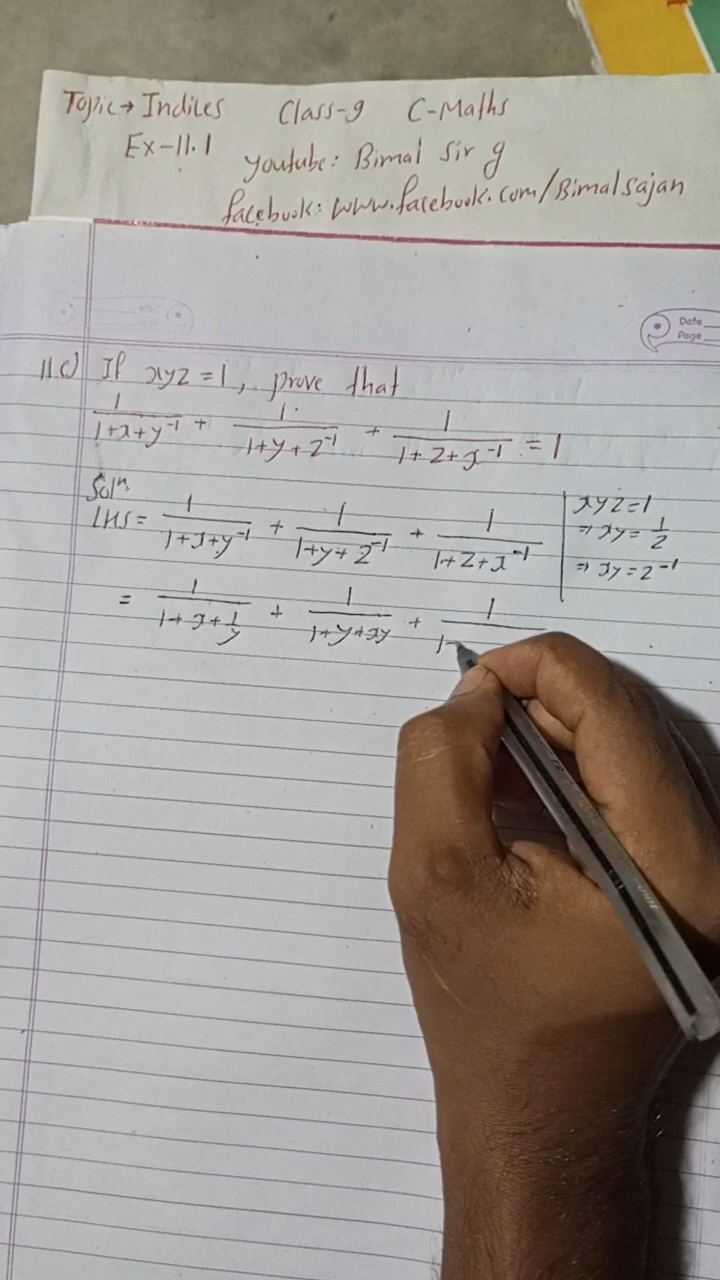 Topic → Indices Class-9 C-Maths
Ex-11.1 youtube: Bimal Sir g
facebook: www.facebook.com/Bimalsajan
Date
Page
11.c) If xyz = 1, prove that
1/(1+x+y⁻¹) + 1/(1+y+z⁻¹) + 1/(1+z+x⁻¹) = 1
Solⁿ
LHS = 1/(1+x+y⁻¹) + 1/(1+y+z⁻¹) + 1/(1+z+x⁻¹)
= 1/(1+x+1/y) + 1/(1+y+xy) + 1/(1
xyz=1
⇒ xy = 1/z
⇒ xy = z⁻¹